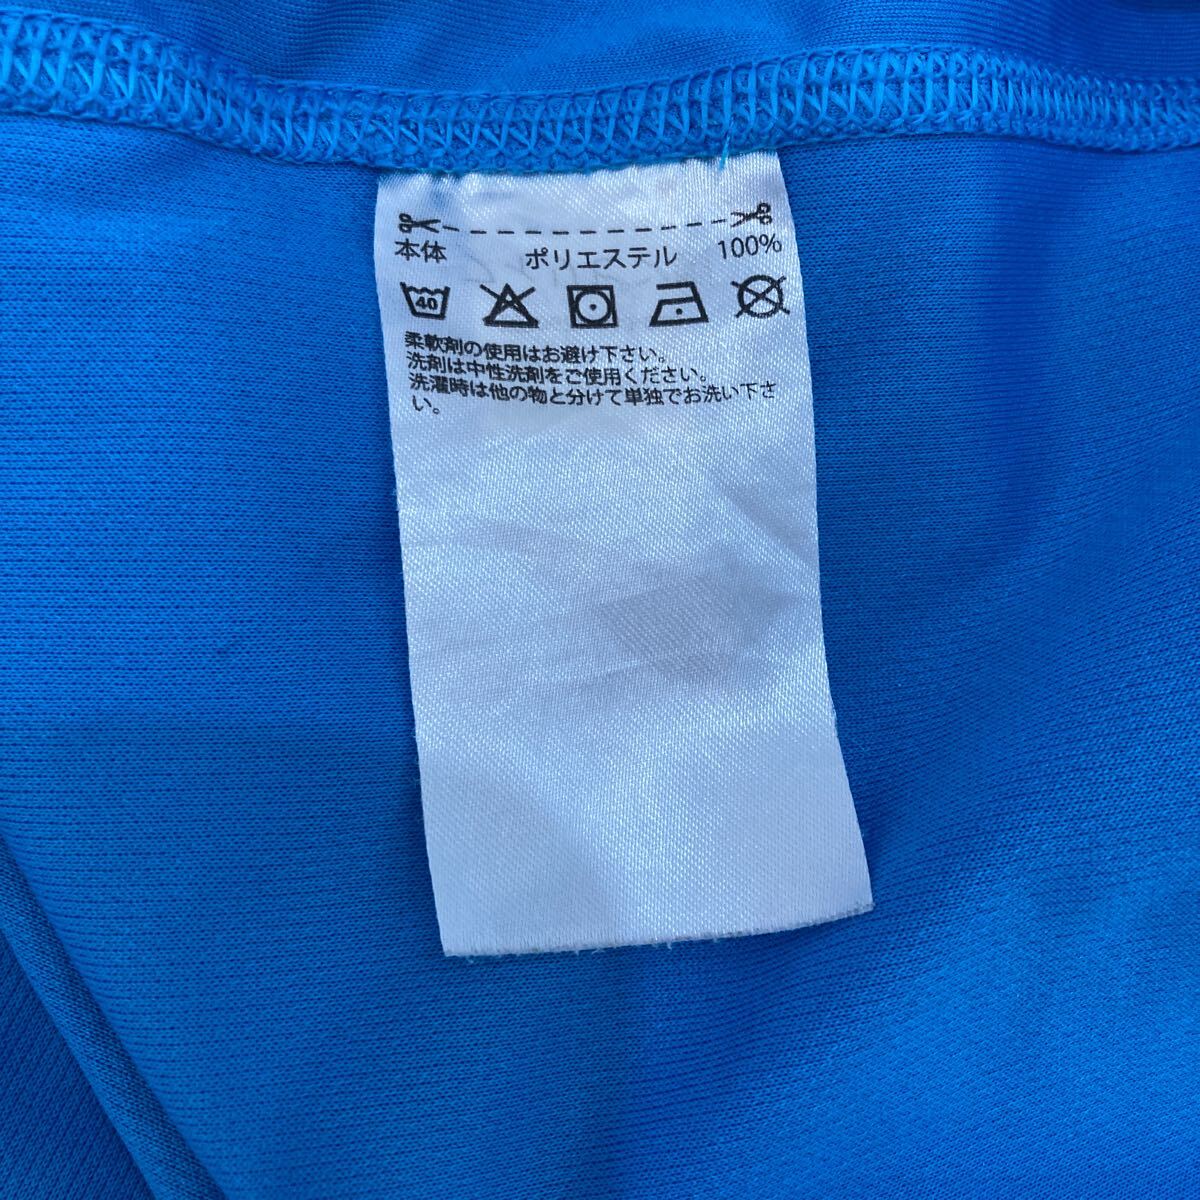 本体 ポリエステル 100%
40
柔軟剤の使用はお避け下さい。
洗剤は中性洗剤をご使用ください。
洗濯時は他の物と分けて単独でお洗い下さ
い。